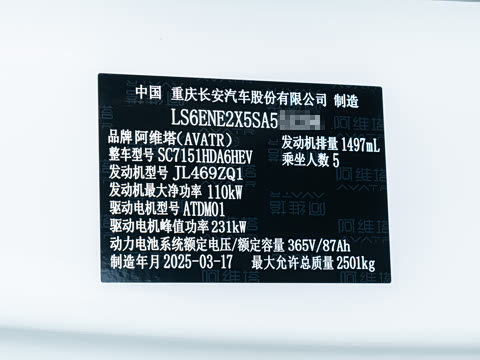 中国 重庆长安汽车股份有限公司 制造
LS6ENE2X5SA5
品牌 阿维塔(AVATR) 发动机排量 1497mL
整车型号 SC7151HDA6HEV 乘坐人数 5
发动机型号 JL469ZQ1
发动机最大净功率 110kW
驱动电机型号 ATDM01
驱动电机峰值功率 231kW
动力电池系统额定电压/额定容量 365V/87Ah
制造年月 2025-03-17 最大允许总质量 2501kg